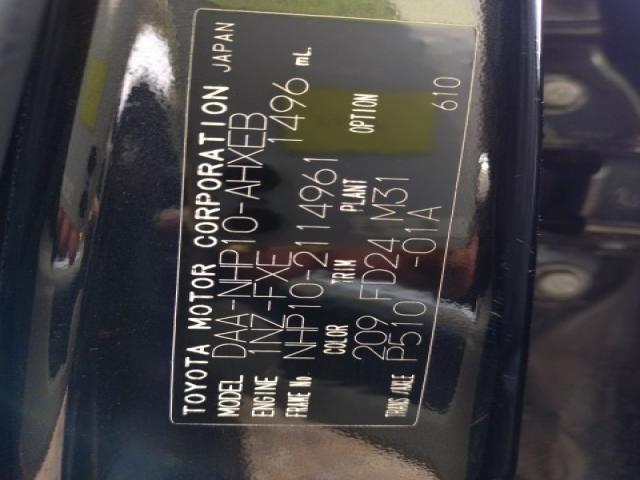 TOYOTA MOTOR CORPORATION JAPAN
MODEL DAA-NHP10-AHXEB
ENGINE 1NZ-FXE 1496 mL
FRAME No NHP10-2114961
COLOR TRIM PLANT OPTION
209 FD24 M31
TRANS/AXLE P510 -01A 610